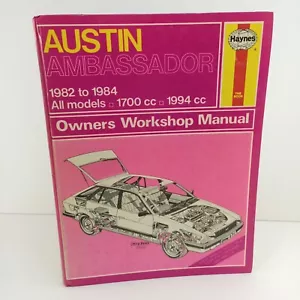 AUSTIN
AMBASSADOR
Haynes
1982 to 1984
All models □ 1700 cc □ 1994 cc
Owners Workshop Manual